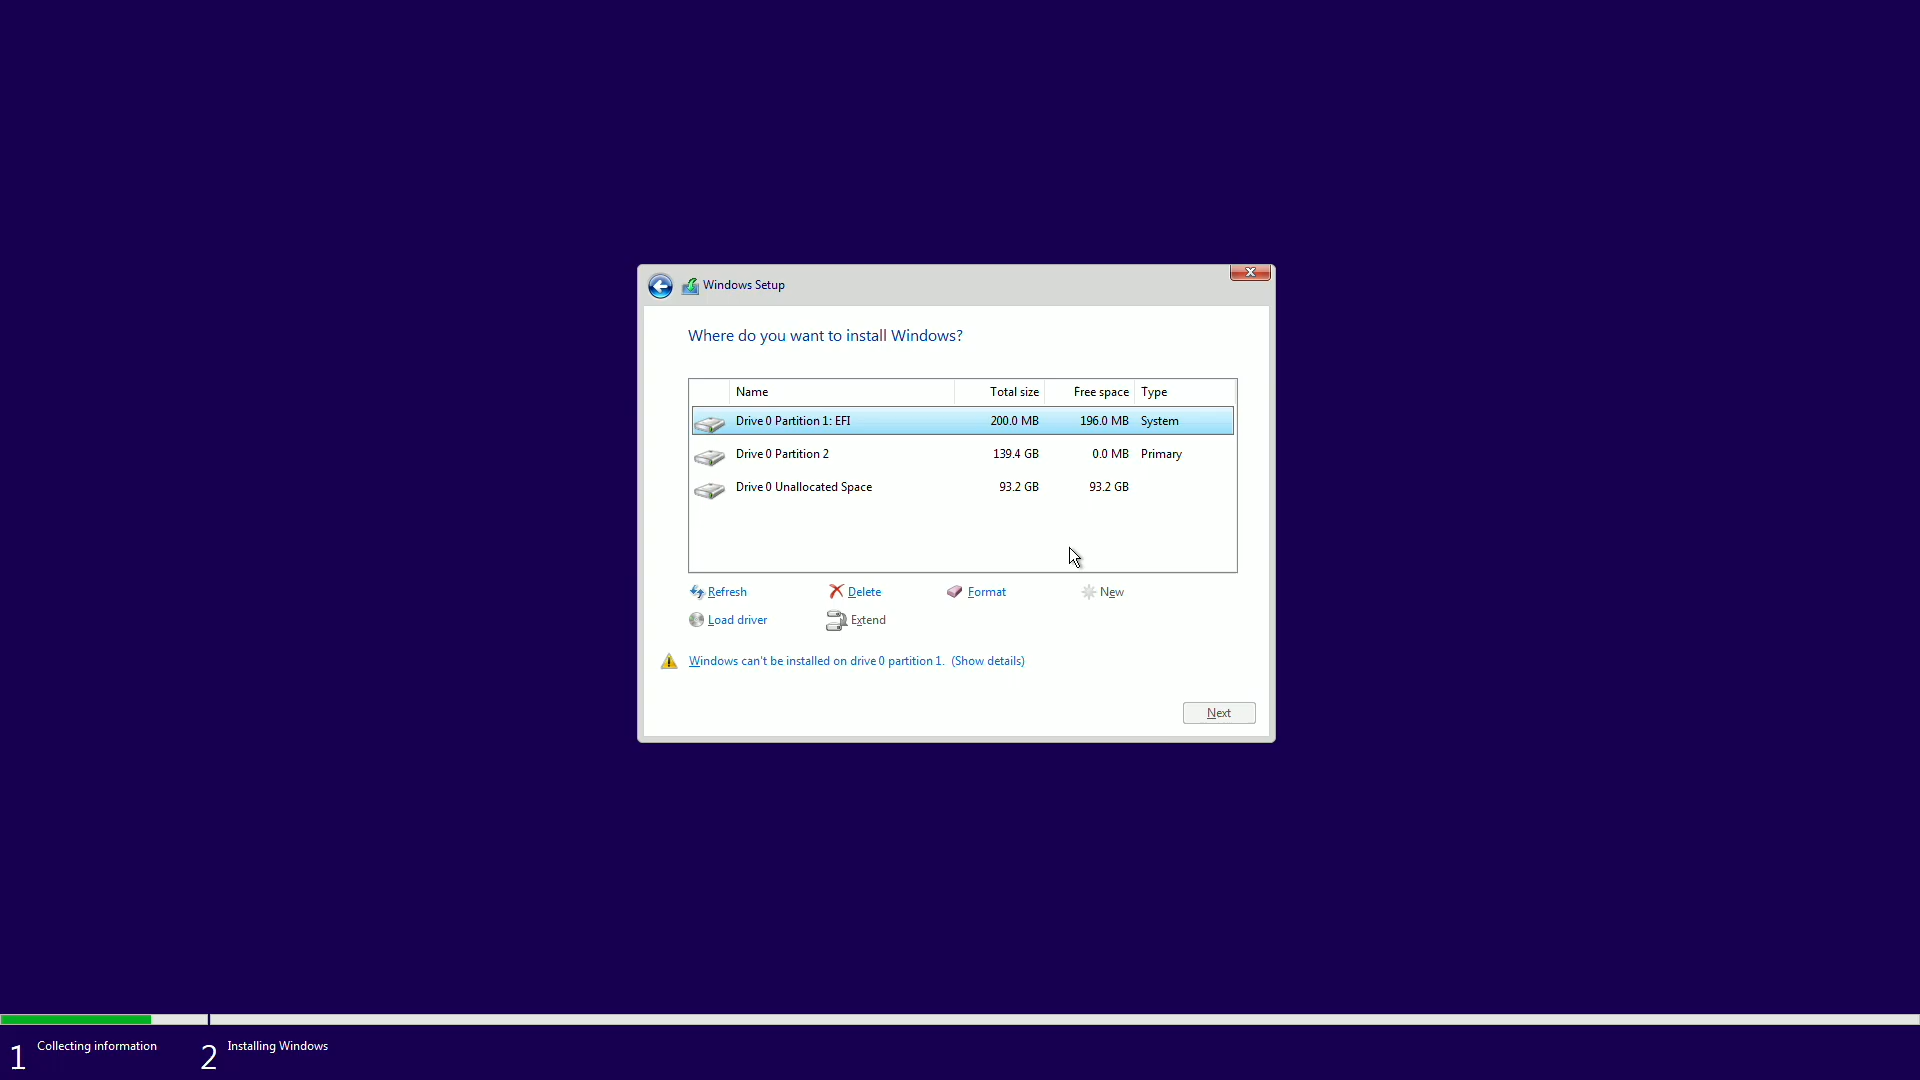 Windows Setup
Where do you want to install Windows?
Name Total size Free space Type
Drive 0 Partition 1: EFI 200.0 MB 196.0 MB System
Drive 0 Partition 2 139.4 GB 0.0 MB Primary
Drive 0 Unallocated Space 93.2 GB 93.2 GB
Refresh Delete Format New
Load driver Extend
Windows can't be installed on drive 0 partition 1. (Show details)
Next
1 Collecting information 2 Installing Windows